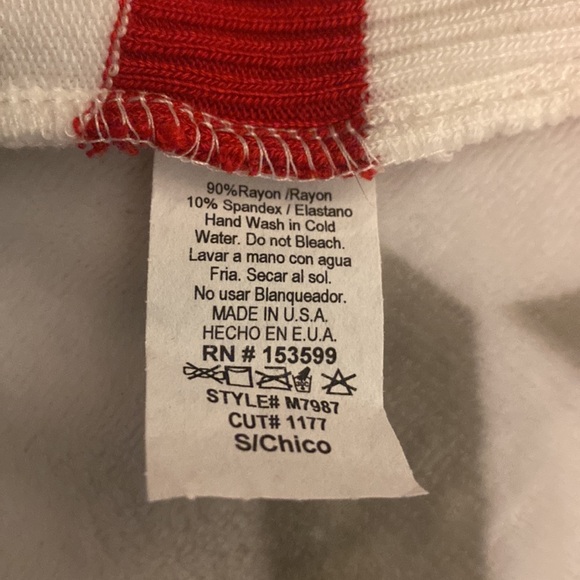 90%Rayon /Rayon
10% Spandex / Elastano
Hand Wash in Cold
Water. Do not Bleach.
Lavar a mano con agua
Fria. Secar al sol.
No usar Blanqueador.
MADE IN U.S.A.
HECHO EN E.U.A.
RN # 153599
STYLE# M7987
CUT# 1177
S/Chico